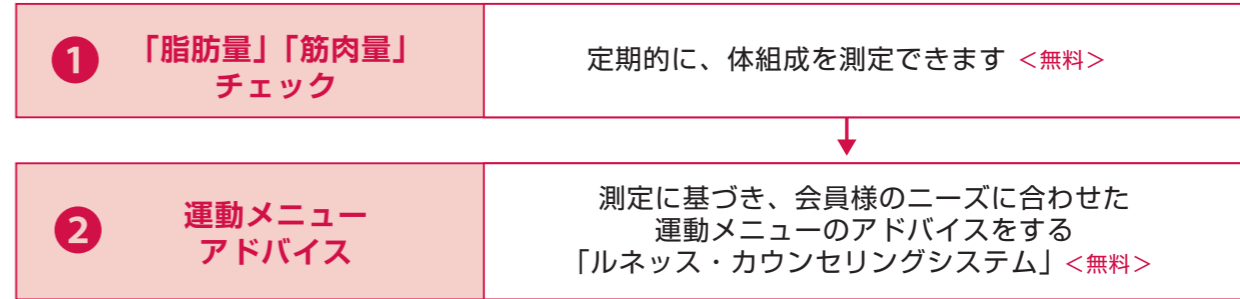 ❶
「脂肪量」「筋肉量」
チェック
定期的に、体組成を測定できます ＜無料＞
❷
運動メニュー
アドバイス
測定に基づき、会員様のニーズに合わせた
運動メニューのアドバイスをする
「ルネッス・カウンセリングシステム」＜無料＞